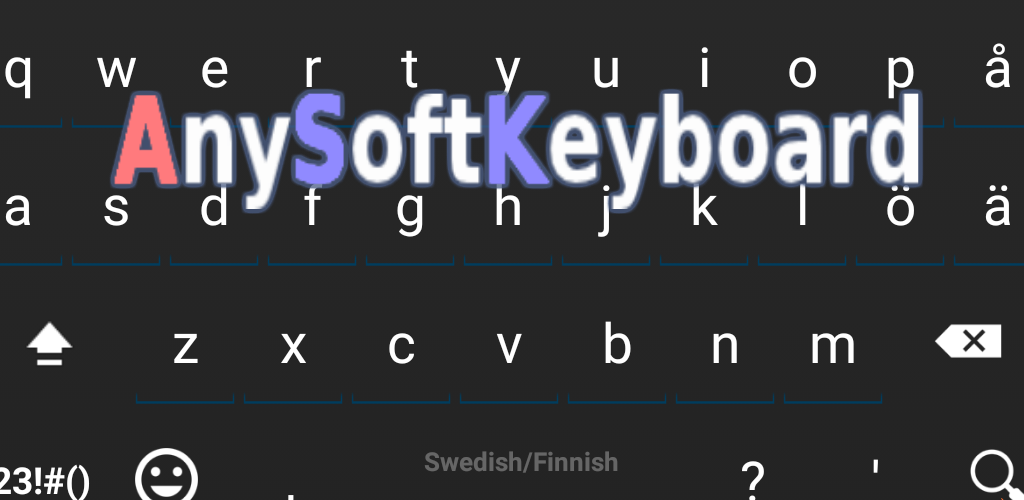 q w e r t y u i o p å
AnySoftKeyboard
a s d f g h j k l ö ä
z x c v b n m
Swedish/Finnish
23!#() , ? '